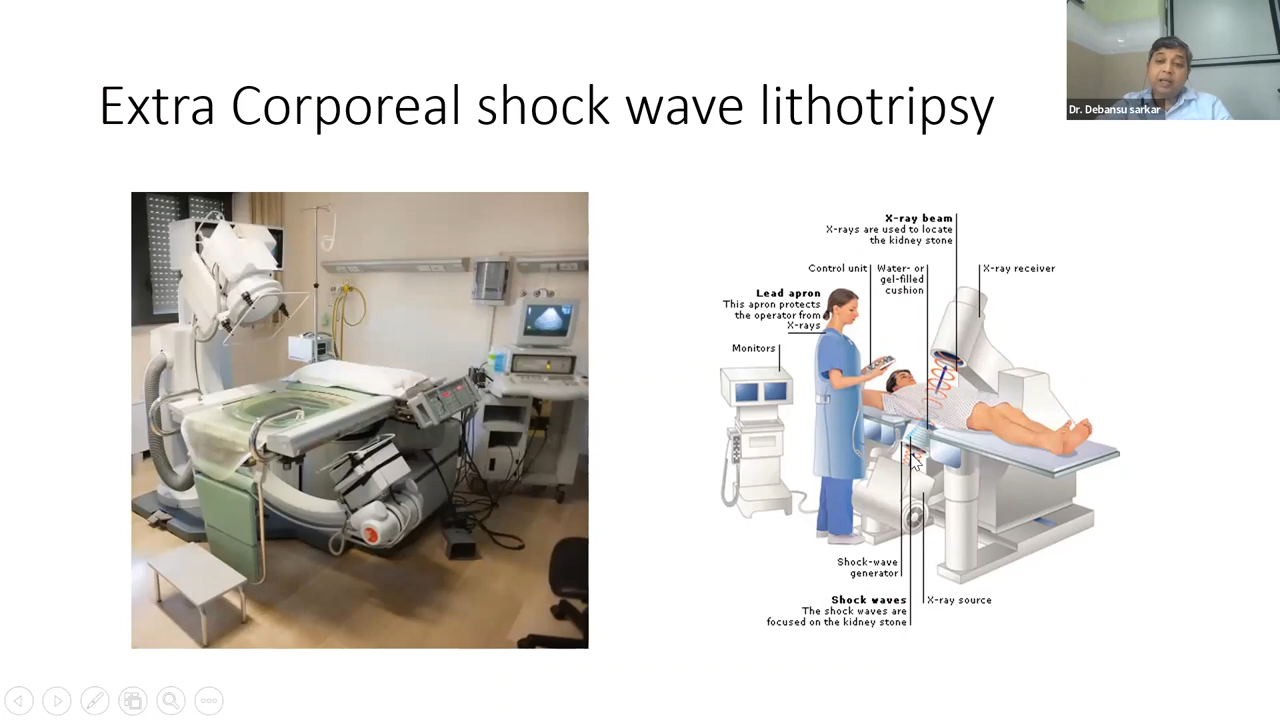 Extra Corporeal shock wave lithotripsy
Dr. Debansu sarkar
X-ray beam
X-rays are used to locate
the kidney stone
Control unit
Water- or
gel-filled
cushion
X-ray receiver
Lead apron
This apron protects
the operator from
X-rays
Monitors
Shock-wave
generator
Shock waves
The shock waves are
focused on the kidney stone
X-ray source